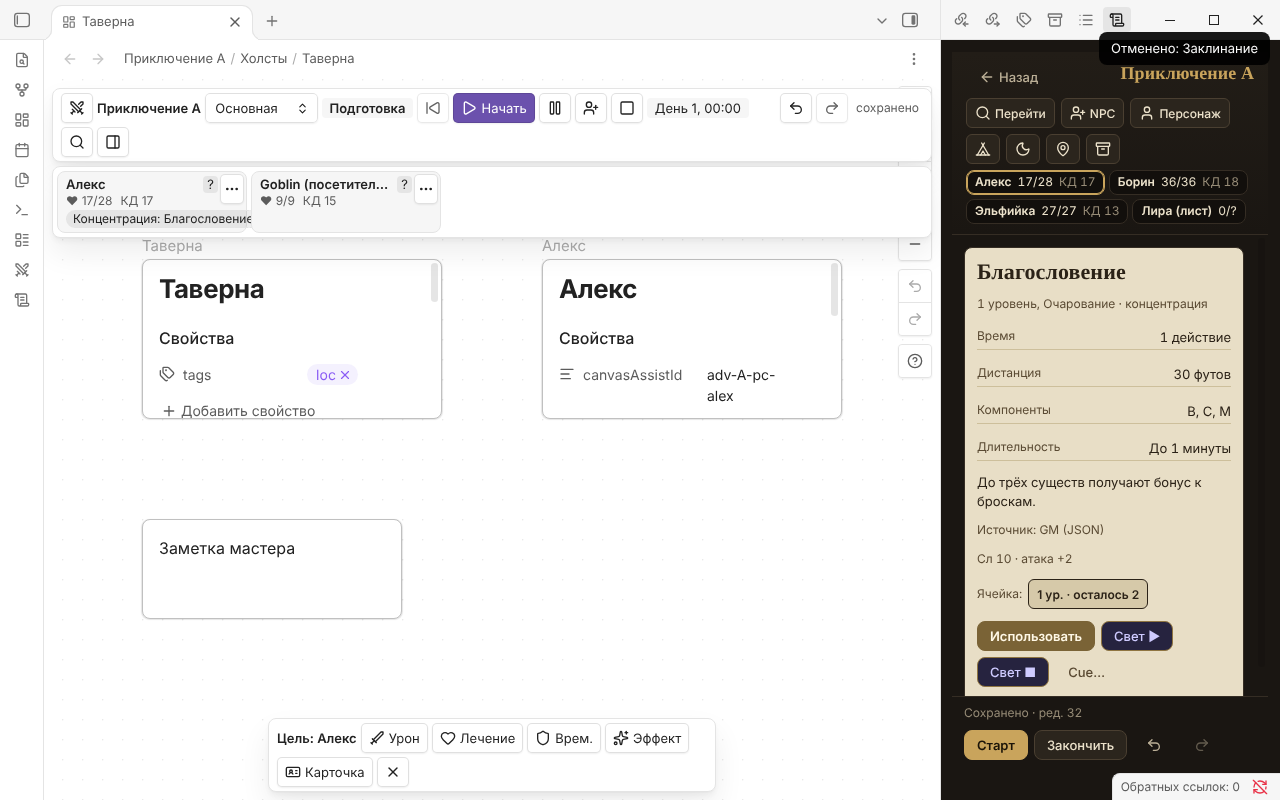 Таверна
Отменено: Заклинание
Приключение A / Холсты / Таверна
Назад
Приключение A
Приключение A
Основная
Подготовка
Начать
День 1, 00:00
сохранено
Перейти
NPC
Персонаж
Алекс
?
17/28 КД 17
Концентрация: Благословение
Goblin (посетител...
?
9/9 КД 15
Алекс 17/28 КД 17
Борин 36/36 КД 18
Эльфийка 27/27 КД 13
Лира (лист) 0/?
Таверна
Алекс
Таверна
Свойства
tags
loc
Добавить свойство
Алекс
Свойства
canvasAssistId
adv-A-pc-
alex
Заметка мастера
Благословение
1 уровень, Очарование · концентрация
Время
1 действие
Дистанция
30 футов
Компоненты
В, С, М
Длительность
До 1 минуты
До трёх существ получают бонус к
броскам.
Источник: GM (JSON)
Сл 10 · атака +2
Ячейка:
1 ур. · осталось 2
Использовать
Свет ▶
Свет ■
Cue...
Цель: Алекс
Урон
Лечение
Врем.
Эффект
Карточка
Сохранено · ред. 32
Старт
Закончить
Обратных ссылок: 0